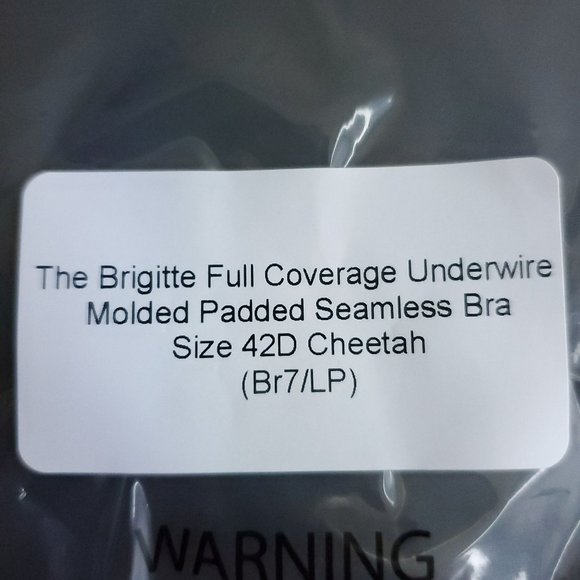 The Brigitte Full Coverage Underwire
Molded Padded Seamless Bra
Size 42D Cheetah
(Br7/LP)
WARNING